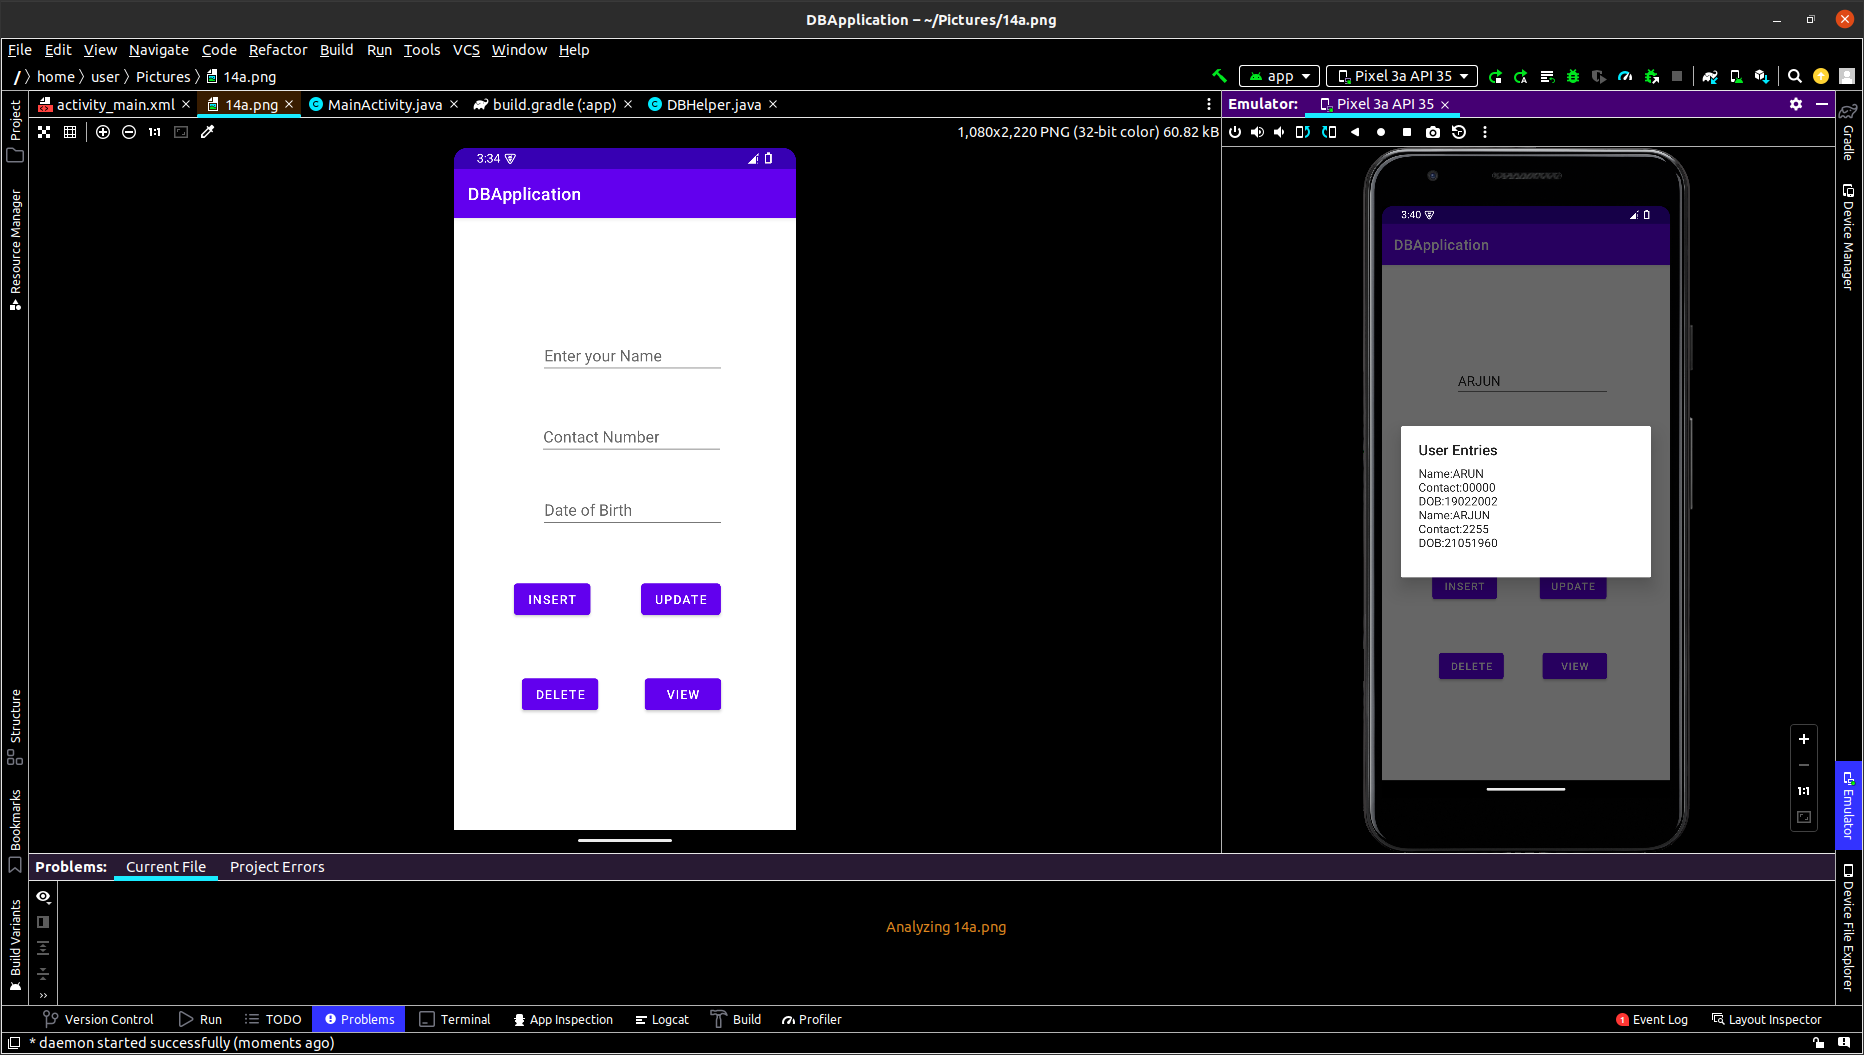 DBApplication – ~/Pictures/14a.png
File Edit View Navigate Code Refactor Build Run Tools VCS Window Help
/ home user Pictures 14a.png
app Pixel 3a API 35
activity_main.xml 14a.png MainActivity.java build.gradle (:app) DBHelper.java
Emulator: Pixel 3a API 35
1:1
1,080x2,220 PNG (32-bit color) 60.82 kB
Project
Resource Manager
Structure
Bookmarks
Build Variants
3:34
DBApplication
Enter your Name
Contact Number
Date of Birth
INSERT UPDATE
DELETE VIEW
3:40
DBApplication
ARJUN
User Entries
Name:ARUN
Contact:00000
DOB:19022002
Name:ARJUN
Contact:2255
DOB:21051960
INSERT UPDATE
DELETE VIEW
1:1
Gradle
Device Manager
Emulator
Device File Explorer
Problems: Current File Project Errors
Analyzing 14a.png
Version Control Run TODO Problems Terminal App Inspection Logcat Build Profiler
1 Event Log Layout Inspector
* daemon started successfully (moments ago)